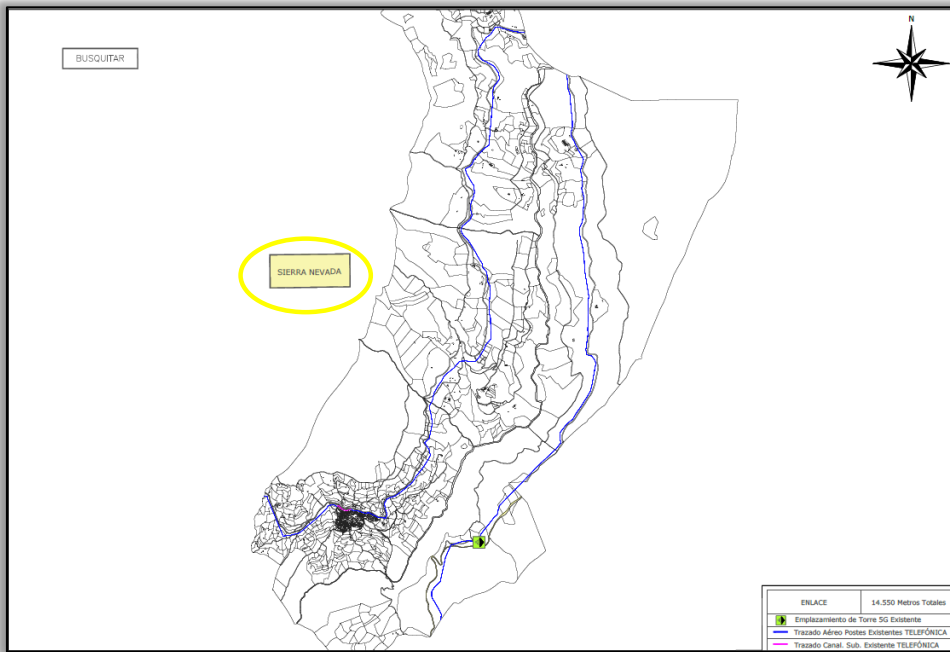 N
BUSQUITAR
SIERRA NEVADA
ENLACE 14.550 Metros Totales
Emplazamiento de Torre 5G Existente
Trazado Aéreo Postes Existentes TELEFÓNICA
Trazado Canal. Sub. Existente TELEFÓNICA